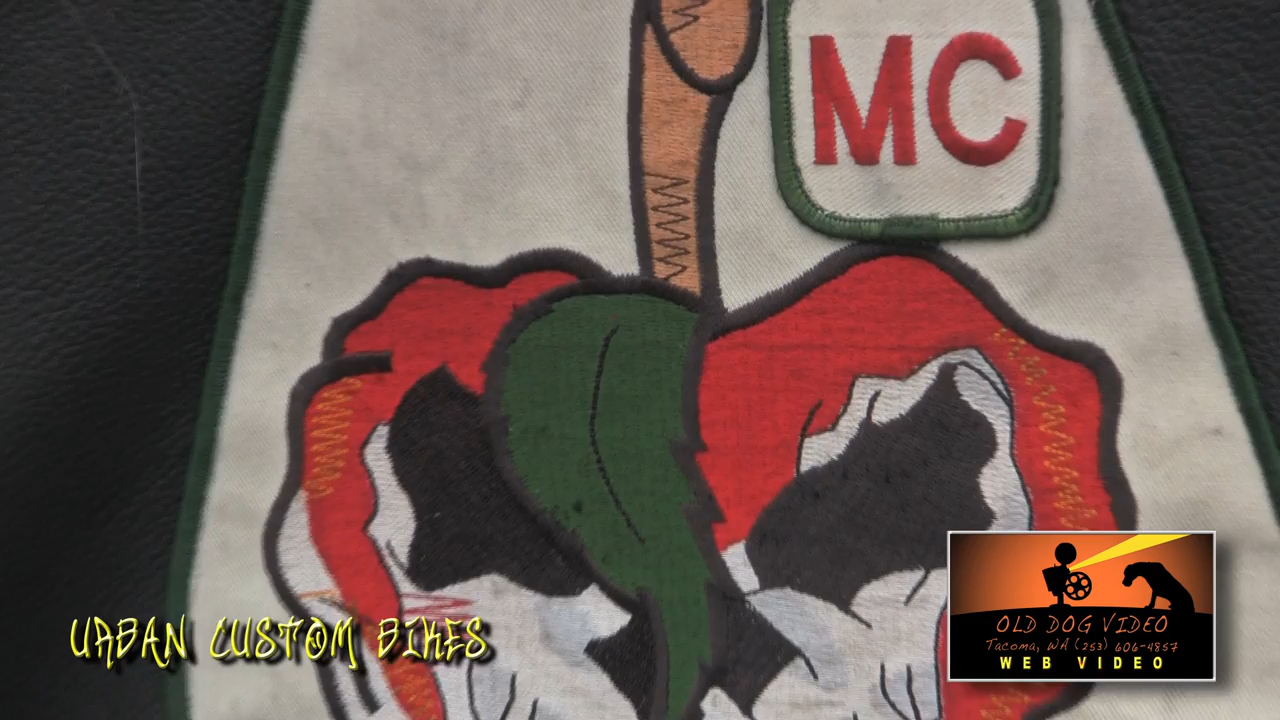 MC
URBAN CUSTOM BIKES
OLD DOG VIDEO
Tacoma, WA (253) 606-4857
WEB VIDEO